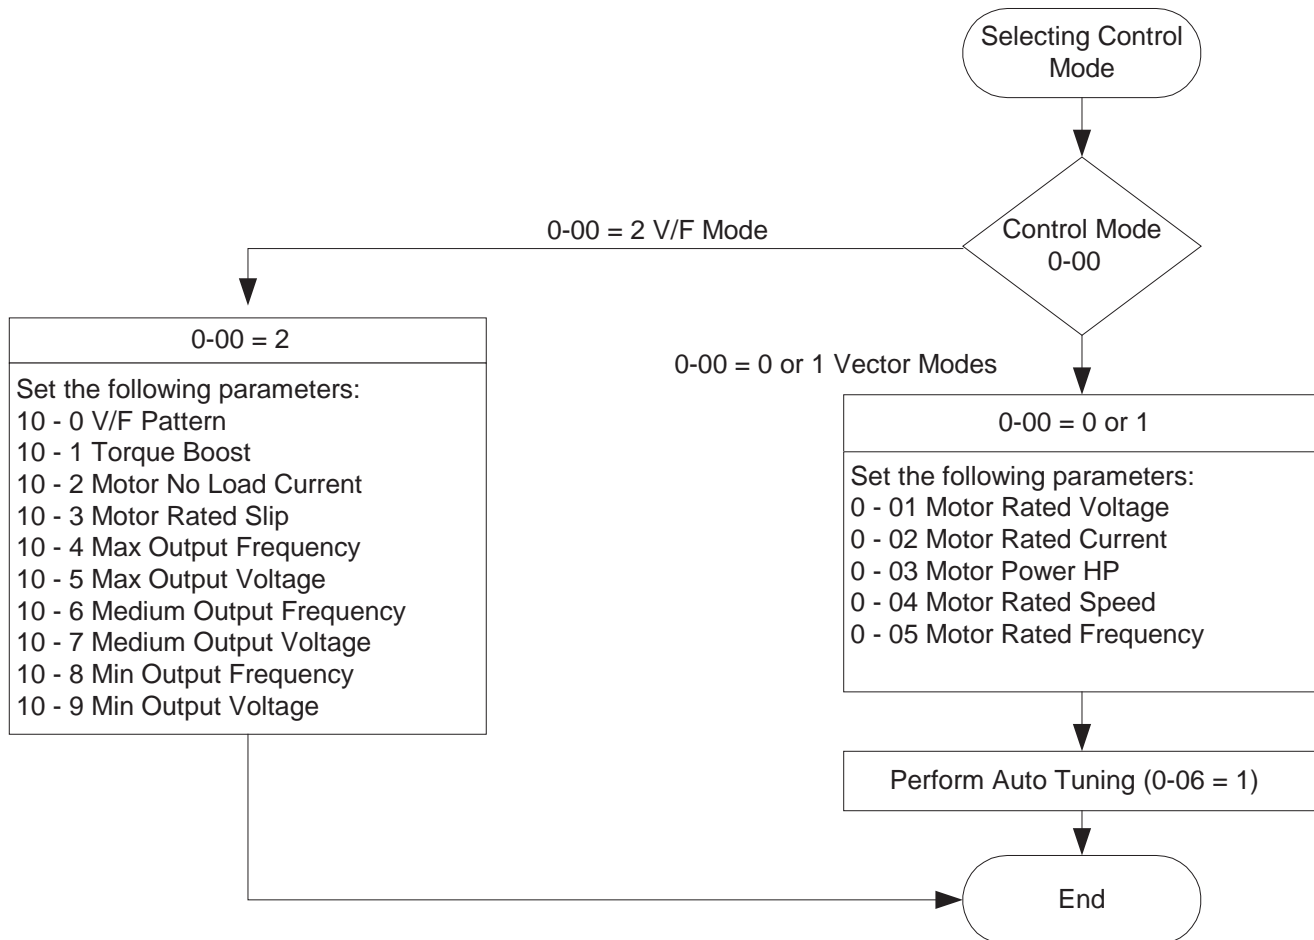 Selecting Control
Mode
Control Mode
0-00
0-00 = 2 V/F Mode
0-00 = 2
Set the following parameters:
10 - 0 V/F Pattern
10 - 1 Torque Boost
10 - 2 Motor No Load Current
10 - 3 Motor Rated Slip
10 - 4 Max Output Frequency
10 - 5 Max Output Voltage
10 - 6 Medium Output Frequency
10 - 7 Medium Output Voltage
10 - 8 Min Output Frequency
10 - 9 Min Output Voltage
0-00 = 0 or 1 Vector Modes
0-00 = 0 or 1
Set the following parameters:
0 - 01 Motor Rated Voltage
0 - 02 Motor Rated Current
0 - 03 Motor Power HP
0 - 04 Motor Rated Speed
0 - 05 Motor Rated Frequency
Perform Auto Tuning (0-06 = 1)
End